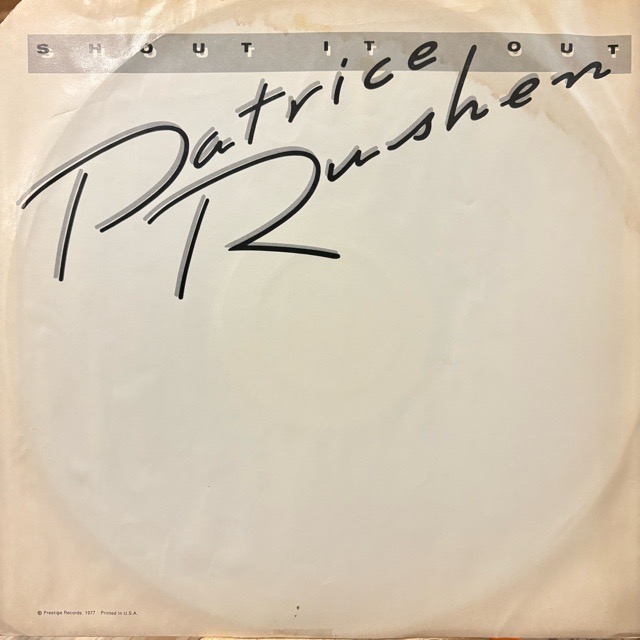 SHOUT IT OUT
Patrice
Rushen
© Prestige Records, 1977 Printed in U.S.A.